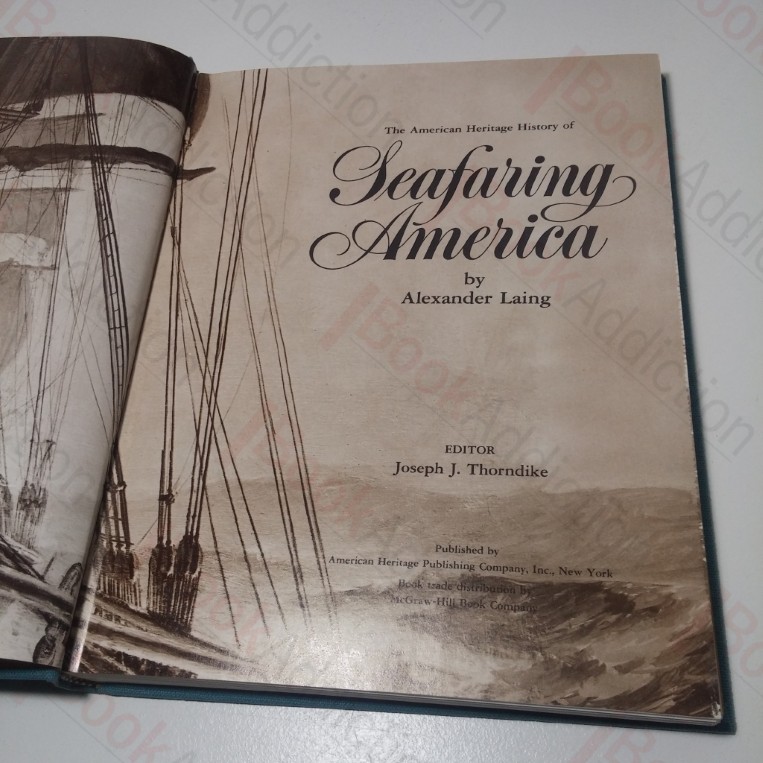 The American Heritage History of
Seafaring
America
by
Alexander Laing
EDITOR
Joseph J. Thorndike
Published by
American Heritage Publishing Company, Inc., New York
Book trade distribution by
McGraw-Hill Book Company
BookAddiction